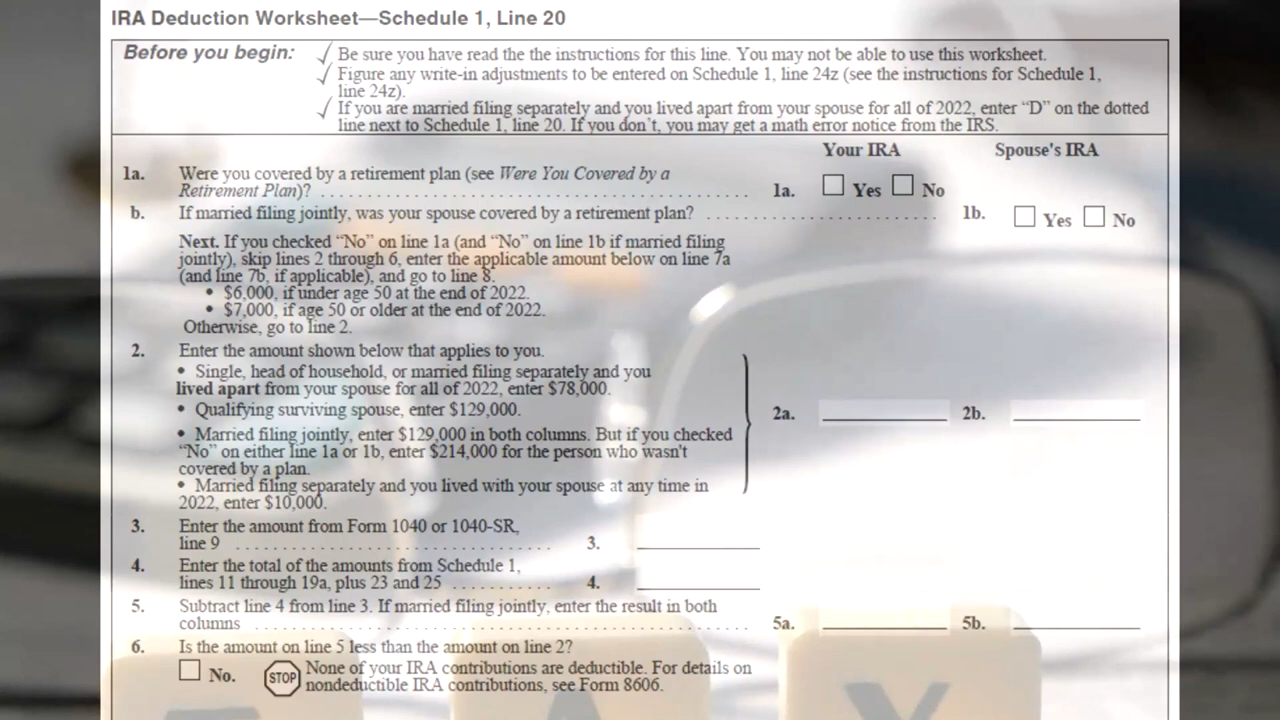 IRA Deduction Worksheet—Schedule 1, Line 20
Before you begin: ✓ Be sure you have read the the instructions for this line. You may not be able to use this worksheet.
✓ Figure any write-in adjustments to be entered on Schedule 1, line 24z (see the instructions for Schedule 1,
line 24z).
✓ If you are married filing separately and you lived apart from your spouse for all of 2022, enter “D” on the dotted
line next to Schedule 1, line 20. If you don’t, you may get a math error notice from the IRS.
Your IRA Spouse's IRA
1a. Were you covered by a retirement plan (see Were You Covered by a
Retirement Plan)? 1a. Yes No
b. If married filing jointly, was your spouse covered by a retirement plan? 1b. Yes No
Next. If you checked “No” on line 1a (and “No” on line 1b if married filing
jointly), skip lines 2 through 6, enter the applicable amount below on line 7a
(and line 7b, if applicable), and go to line 8.
• $6,000, if under age 50 at the end of 2022.
• $7,000, if age 50 or older at the end of 2022.
Otherwise, go to line 2.
2. Enter the amount shown below that applies to you.
• Single, head of household, or married filing separately and you
lived apart from your spouse for all of 2022, enter $78,000.
• Qualifying surviving spouse, enter $129,000.
2a. 2b.
• Married filing jointly, enter $129,000 in both columns. But if you checked
“No” on either line 1a or 1b, enter $214,000 for the person who wasn't
covered by a plan.
• Married filing separately and you lived with your spouse at any time in
2022, enter $10,000.
3. Enter the amount from Form 1040 or 1040-SR,
line 9 3.
4. Enter the total of the amounts from Schedule 1,
lines 11 through 19a, plus 23 and 25 4.
5. Subtract line 4 from line 3. If married filing jointly, enter the result in both
columns 5a. 5b.
6. Is the amount on line 5 less than the amount on line 2?
No. STOP None of your IRA contributions are deductible. For details on
nondeductible IRA contributions, see Form 8606.
T A X